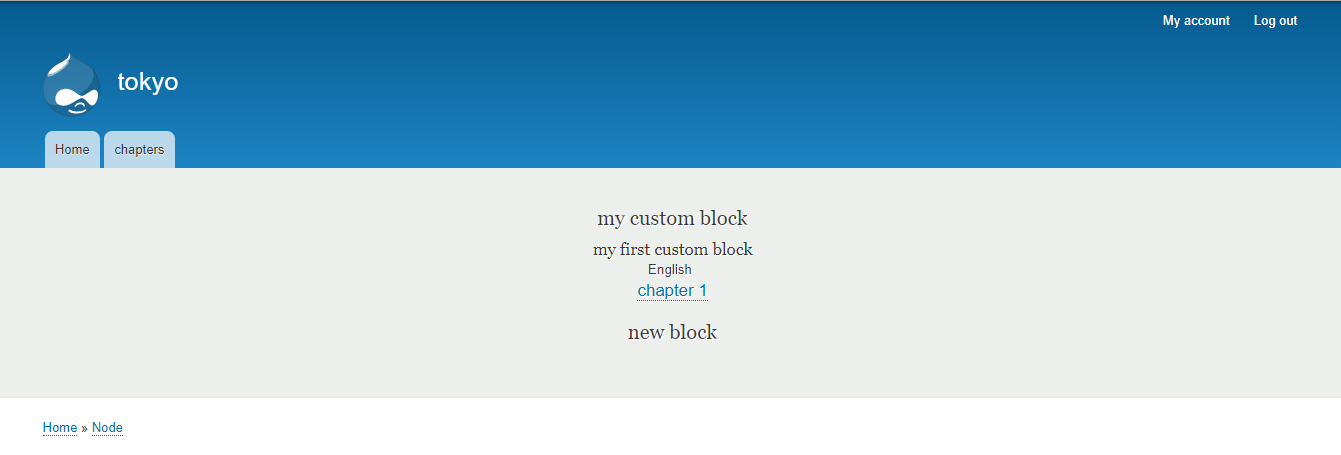 My account Log out
tokyo
Home chapters
my custom block
my first custom block
English
chapter 1
new block
Home » Node